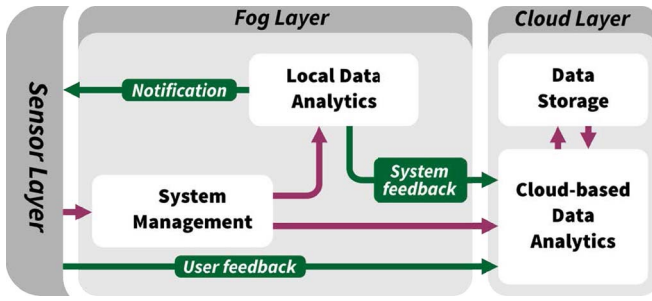 Fog Layer
Cloud Layer
Sensor Layer
Notification
Local Data
Analytics
Data
Storage
System
feedback
System
Management
Cloud-based
Data
Analytics
User feedback